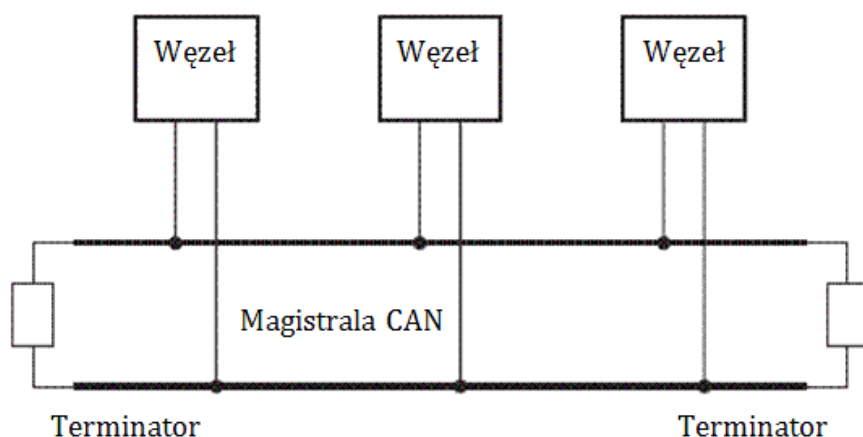 Węzeł
Węzeł
Węzeł
Magistrala CAN
Terminator
Terminator